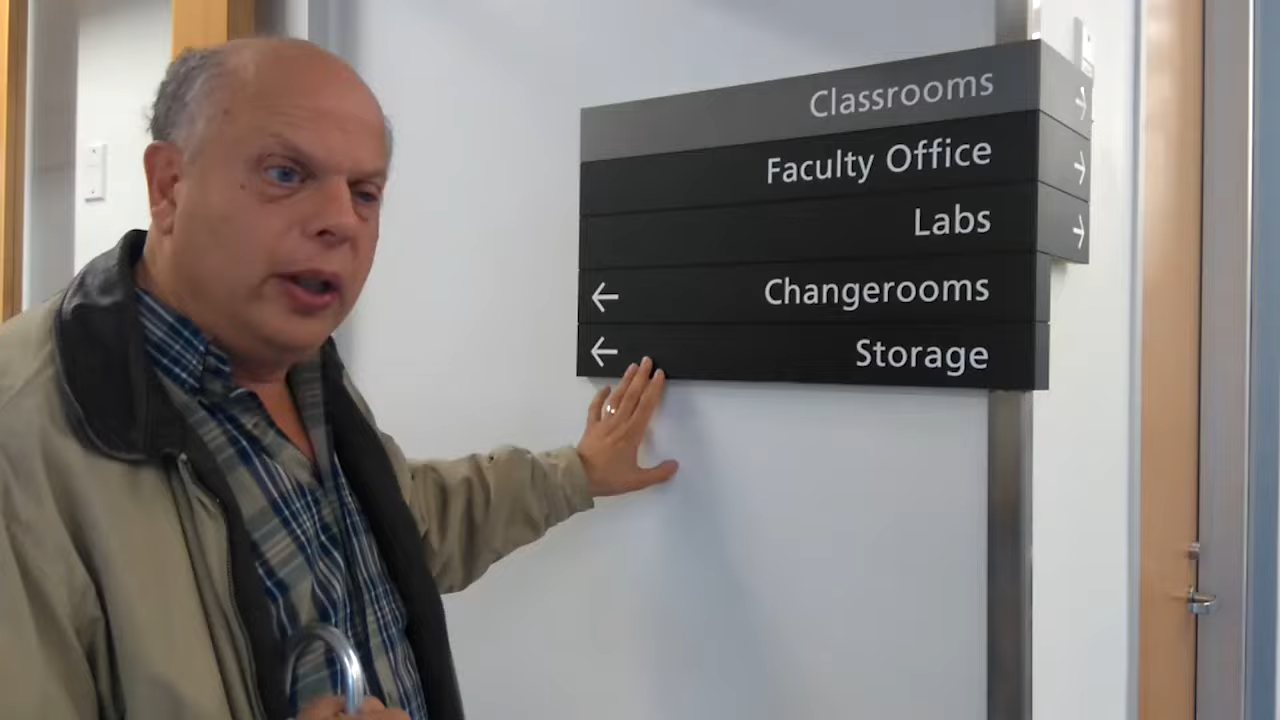 Classrooms →
Faculty Office →
Labs →
← Changerooms
← Storage